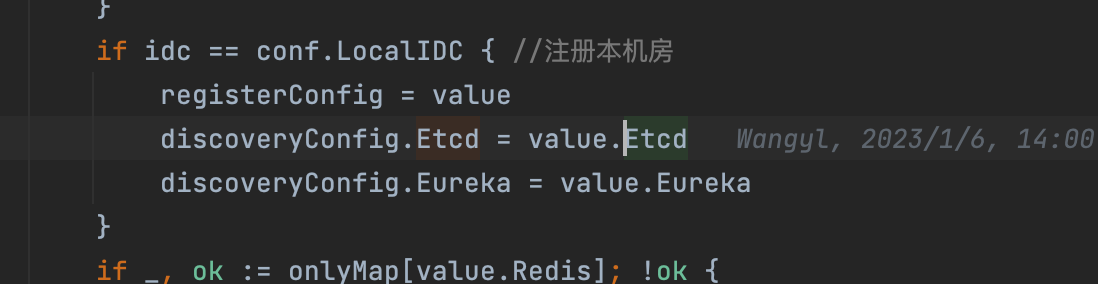 }
if idc == conf.LocalIDC { //注册本机房
registerConfig = value
discoveryConfig.Etcd = value.Etcd Wangyl, 2023/1/6, 14:00
discoveryConfig.Eureka = value.Eureka
}
if _, ok := onlyMap[value.Redis]; !ok {